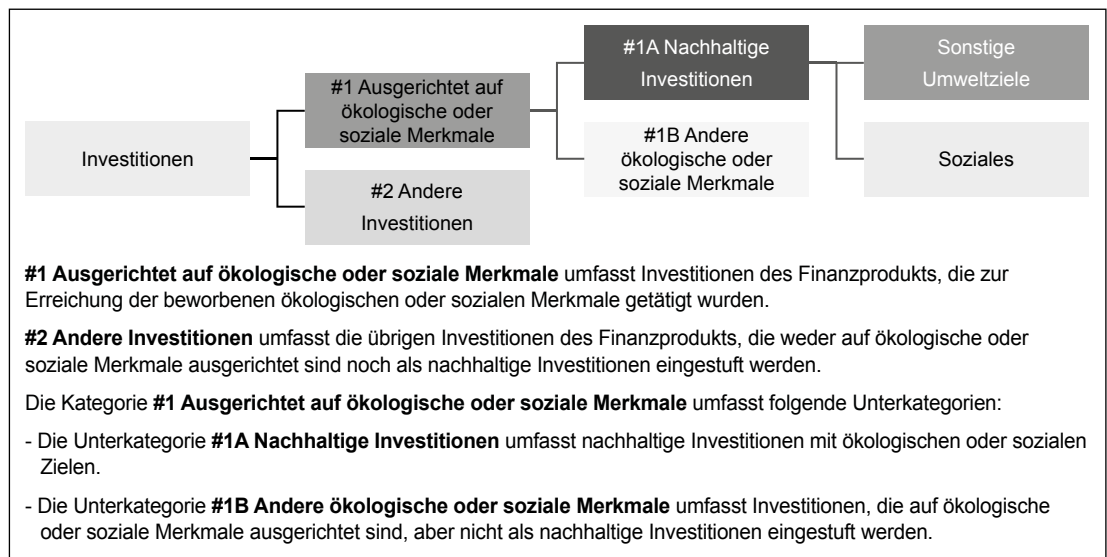 Investitionen
#1 Ausgerichtet auf
ökologische oder
soziale Merkmale
#2 Andere
Investitionen
#1A Nachhaltige
Investitionen
#1B Andere
ökologische oder
soziale Merkmale
Sonstige
Umweltziele
Soziales
#1 Ausgerichtet auf ökologische oder soziale Merkmale umfasst Investitionen des Finanzprodukts, die zur
Erreichung der beworbenen ökologischen oder sozialen Merkmale getätigt wurden.
#2 Andere Investitionen umfasst die übrigen Investitionen des Finanzprodukts, die weder auf ökologische oder
soziale Merkmale ausgerichtet sind noch als nachhaltige Investitionen eingestuft werden.
Die Kategorie #1 Ausgerichtet auf ökologische oder soziale Merkmale umfasst folgende Unterkategorien:
- Die Unterkategorie #1A Nachhaltige Investitionen umfasst nachhaltige Investitionen mit ökologischen oder sozialen
Zielen.
- Die Unterkategorie #1B Andere ökologische oder soziale Merkmale umfasst Investitionen, die auf ökologische
oder soziale Merkmale ausgerichtet sind, aber nicht als nachhaltige Investitionen eingestuft werden.